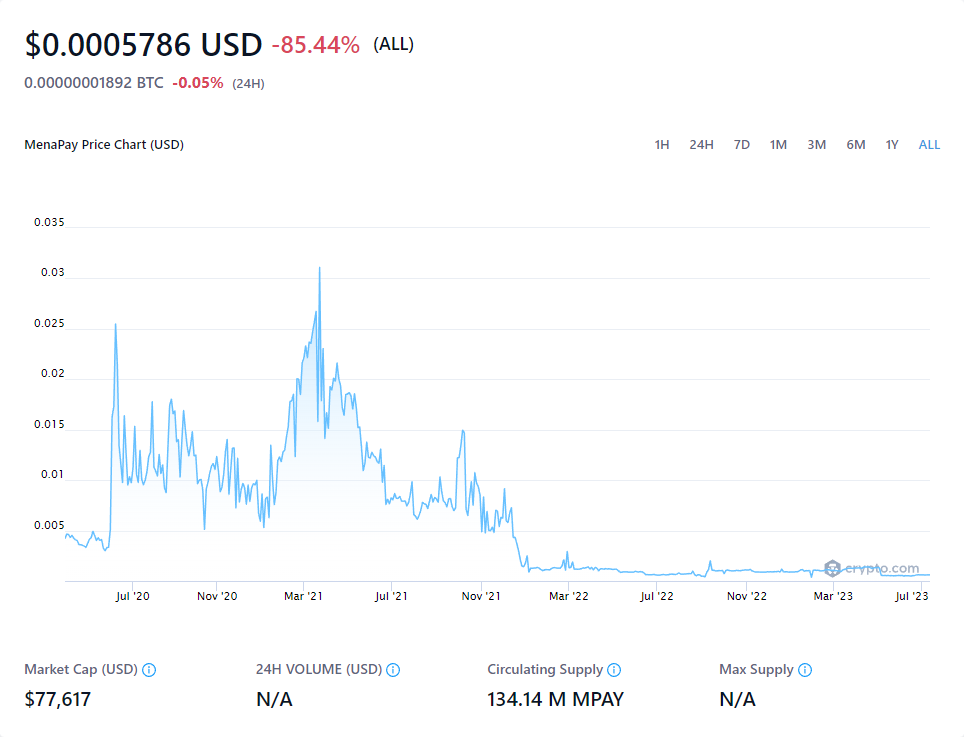 $0.0005786 USD -85.44% (ALL)
0.00000001892 BTC -0.05% (24H)
MenaPay Price Chart (USD) 1H 24H 7D 1M 3M 6M 1Y ALL
0.035
0.03
0.025
0.02
0.015
0.01
0.005
crypto.com
Jul '20 Nov '20 Mar '21 Jul '21 Nov '21 Mar '22 Jul '22 Nov '22 Mar '23 Jul '23
Market Cap (USD) 24H VOLUME (USD) Circulating Supply Max Supply
$77,617 N/A 134.14 M MPAY N/A